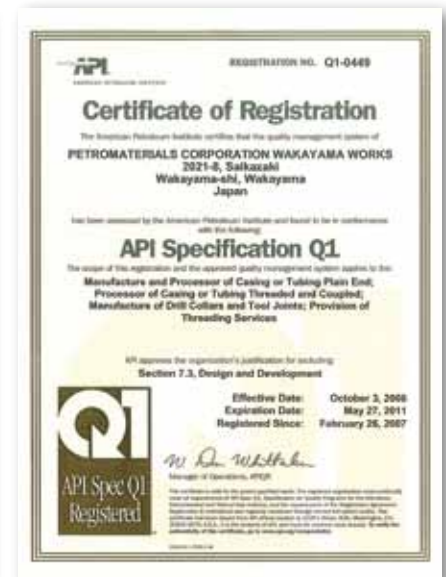 API
REGISTRATION NO. Q1-0449
AMERICAN PETROLEUM INSTITUTE
Certificate of Registration
The American Petroleum Institute certifies that the quality management system of
PETROMATERIALS CORPORATION WAKAYAMA WORKS
2021-8, Saikazaki
Wakayama-shi, Wakayama
Japan
has been assessed by the American Petroleum Institute and found to be in conformance
with the following:
API Specification Q1
The scope of this registration and the approved quality management system applies to the:
Manufacture and Processor of Casing or Tubing Plain End;
Processor of Casing or Tubing Threaded and Coupled;
Manufacture of Drill Collars and Tool Joints; Provision of
Threading Services
API approves the organization's justification for excluding:
Section 7.3, Design and Development
Effective Date: October 3, 2008
Expiration Date: May 27, 2011
Registered Since: February 26, 2007
Q1
API Spec Q1
Registered
Manager of Operations, APIQR